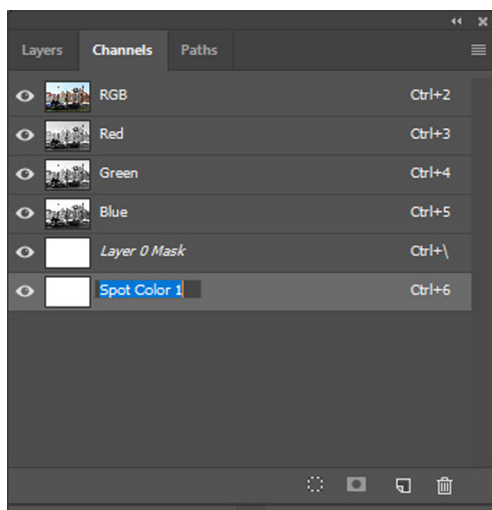 Layers Channels Paths
RGB Ctrl+2
Red Ctrl+3
Green Ctrl+4
Blue Ctrl+5
Layer 0 Mask Ctrl+\
Spot Color 1 Ctrl+6